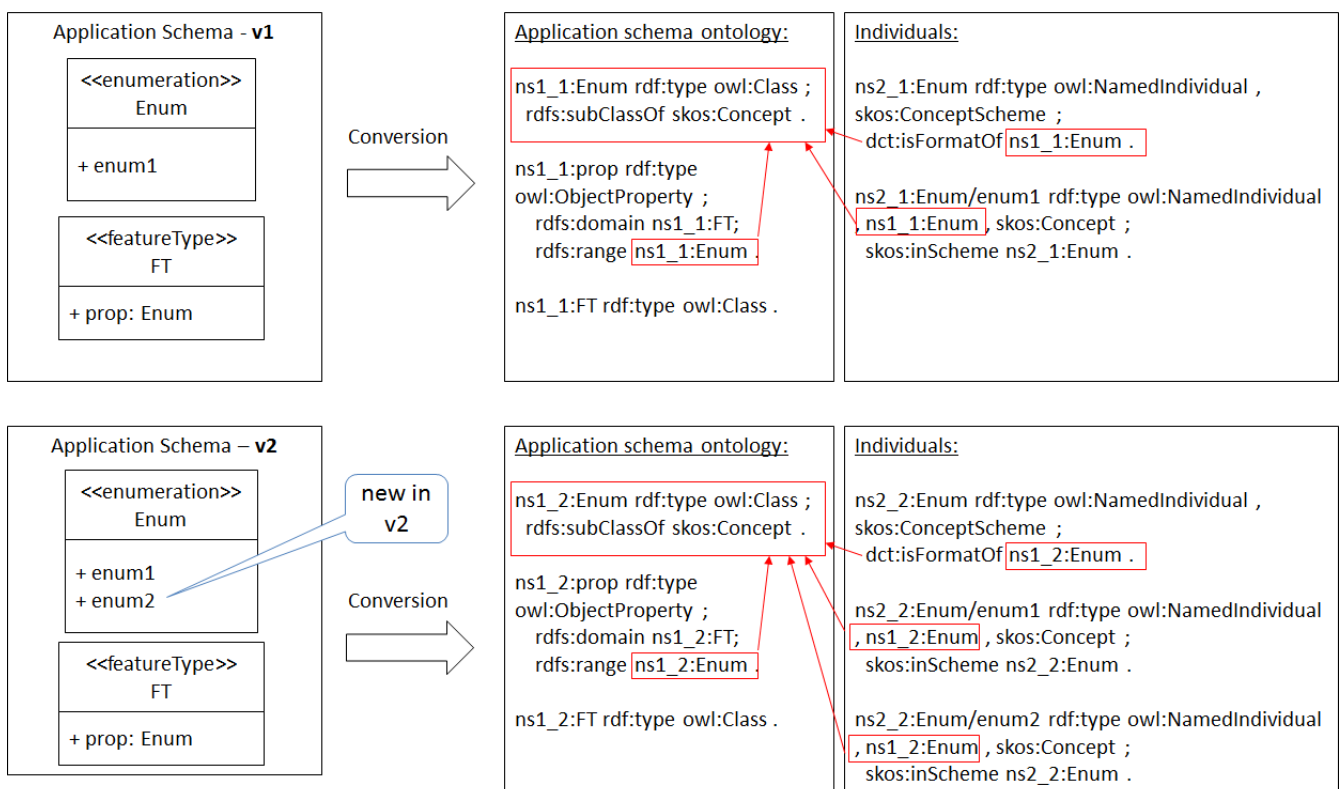 Application Schema - v1
<<enumeration>>
Enum
+ enum1
<<featureType>>
FT
+ prop: Enum
Conversion
Application schema ontology:
ns1_1:Enum rdf:type owl:Class ;
rdfs:subClassOf skos:Concept .
ns1_1:prop rdf:type
owl:ObjectProperty ;
rdfs:domain ns1_1:FT;
rdfs:range ns1_1:Enum .
ns1_1:FT rdf:type owl:Class .
Individuals:
ns2_1:Enum rdf:type owl:NamedIndividual ,
skos:ConceptScheme ;
dct:isFormatOf ns1_1:Enum .
ns2_1:Enum/enum1 rdf:type owl:NamedIndividual
, ns1_1:Enum , skos:Concept ;
skos:inScheme ns2_1:Enum .
Application Schema – v2
<<enumeration>>
Enum
+ enum1
+ enum2
<<featureType>>
FT
+ prop: Enum
new in
v2
Conversion
Application schema ontology:
ns1_2:Enum rdf:type owl:Class ;
rdfs:subClassOf skos:Concept .
ns1_2:prop rdf:type
owl:ObjectProperty ;
rdfs:domain ns1_2:FT;
rdfs:range ns1_2:Enum .
ns1_2:FT rdf:type owl:Class .
Individuals:
ns2_2:Enum rdf:type owl:NamedIndividual ,
skos:ConceptScheme ;
dct:isFormatOf ns1_2:Enum .
ns2_2:Enum/enum1 rdf:type owl:NamedIndividual
, ns1_2:Enum , skos:Concept ;
skos:inScheme ns2_2:Enum .
ns2_2:Enum/enum2 rdf:type owl:NamedIndividual
, ns1_2:Enum , skos:Concept ;
skos:inScheme ns2_2:Enum .